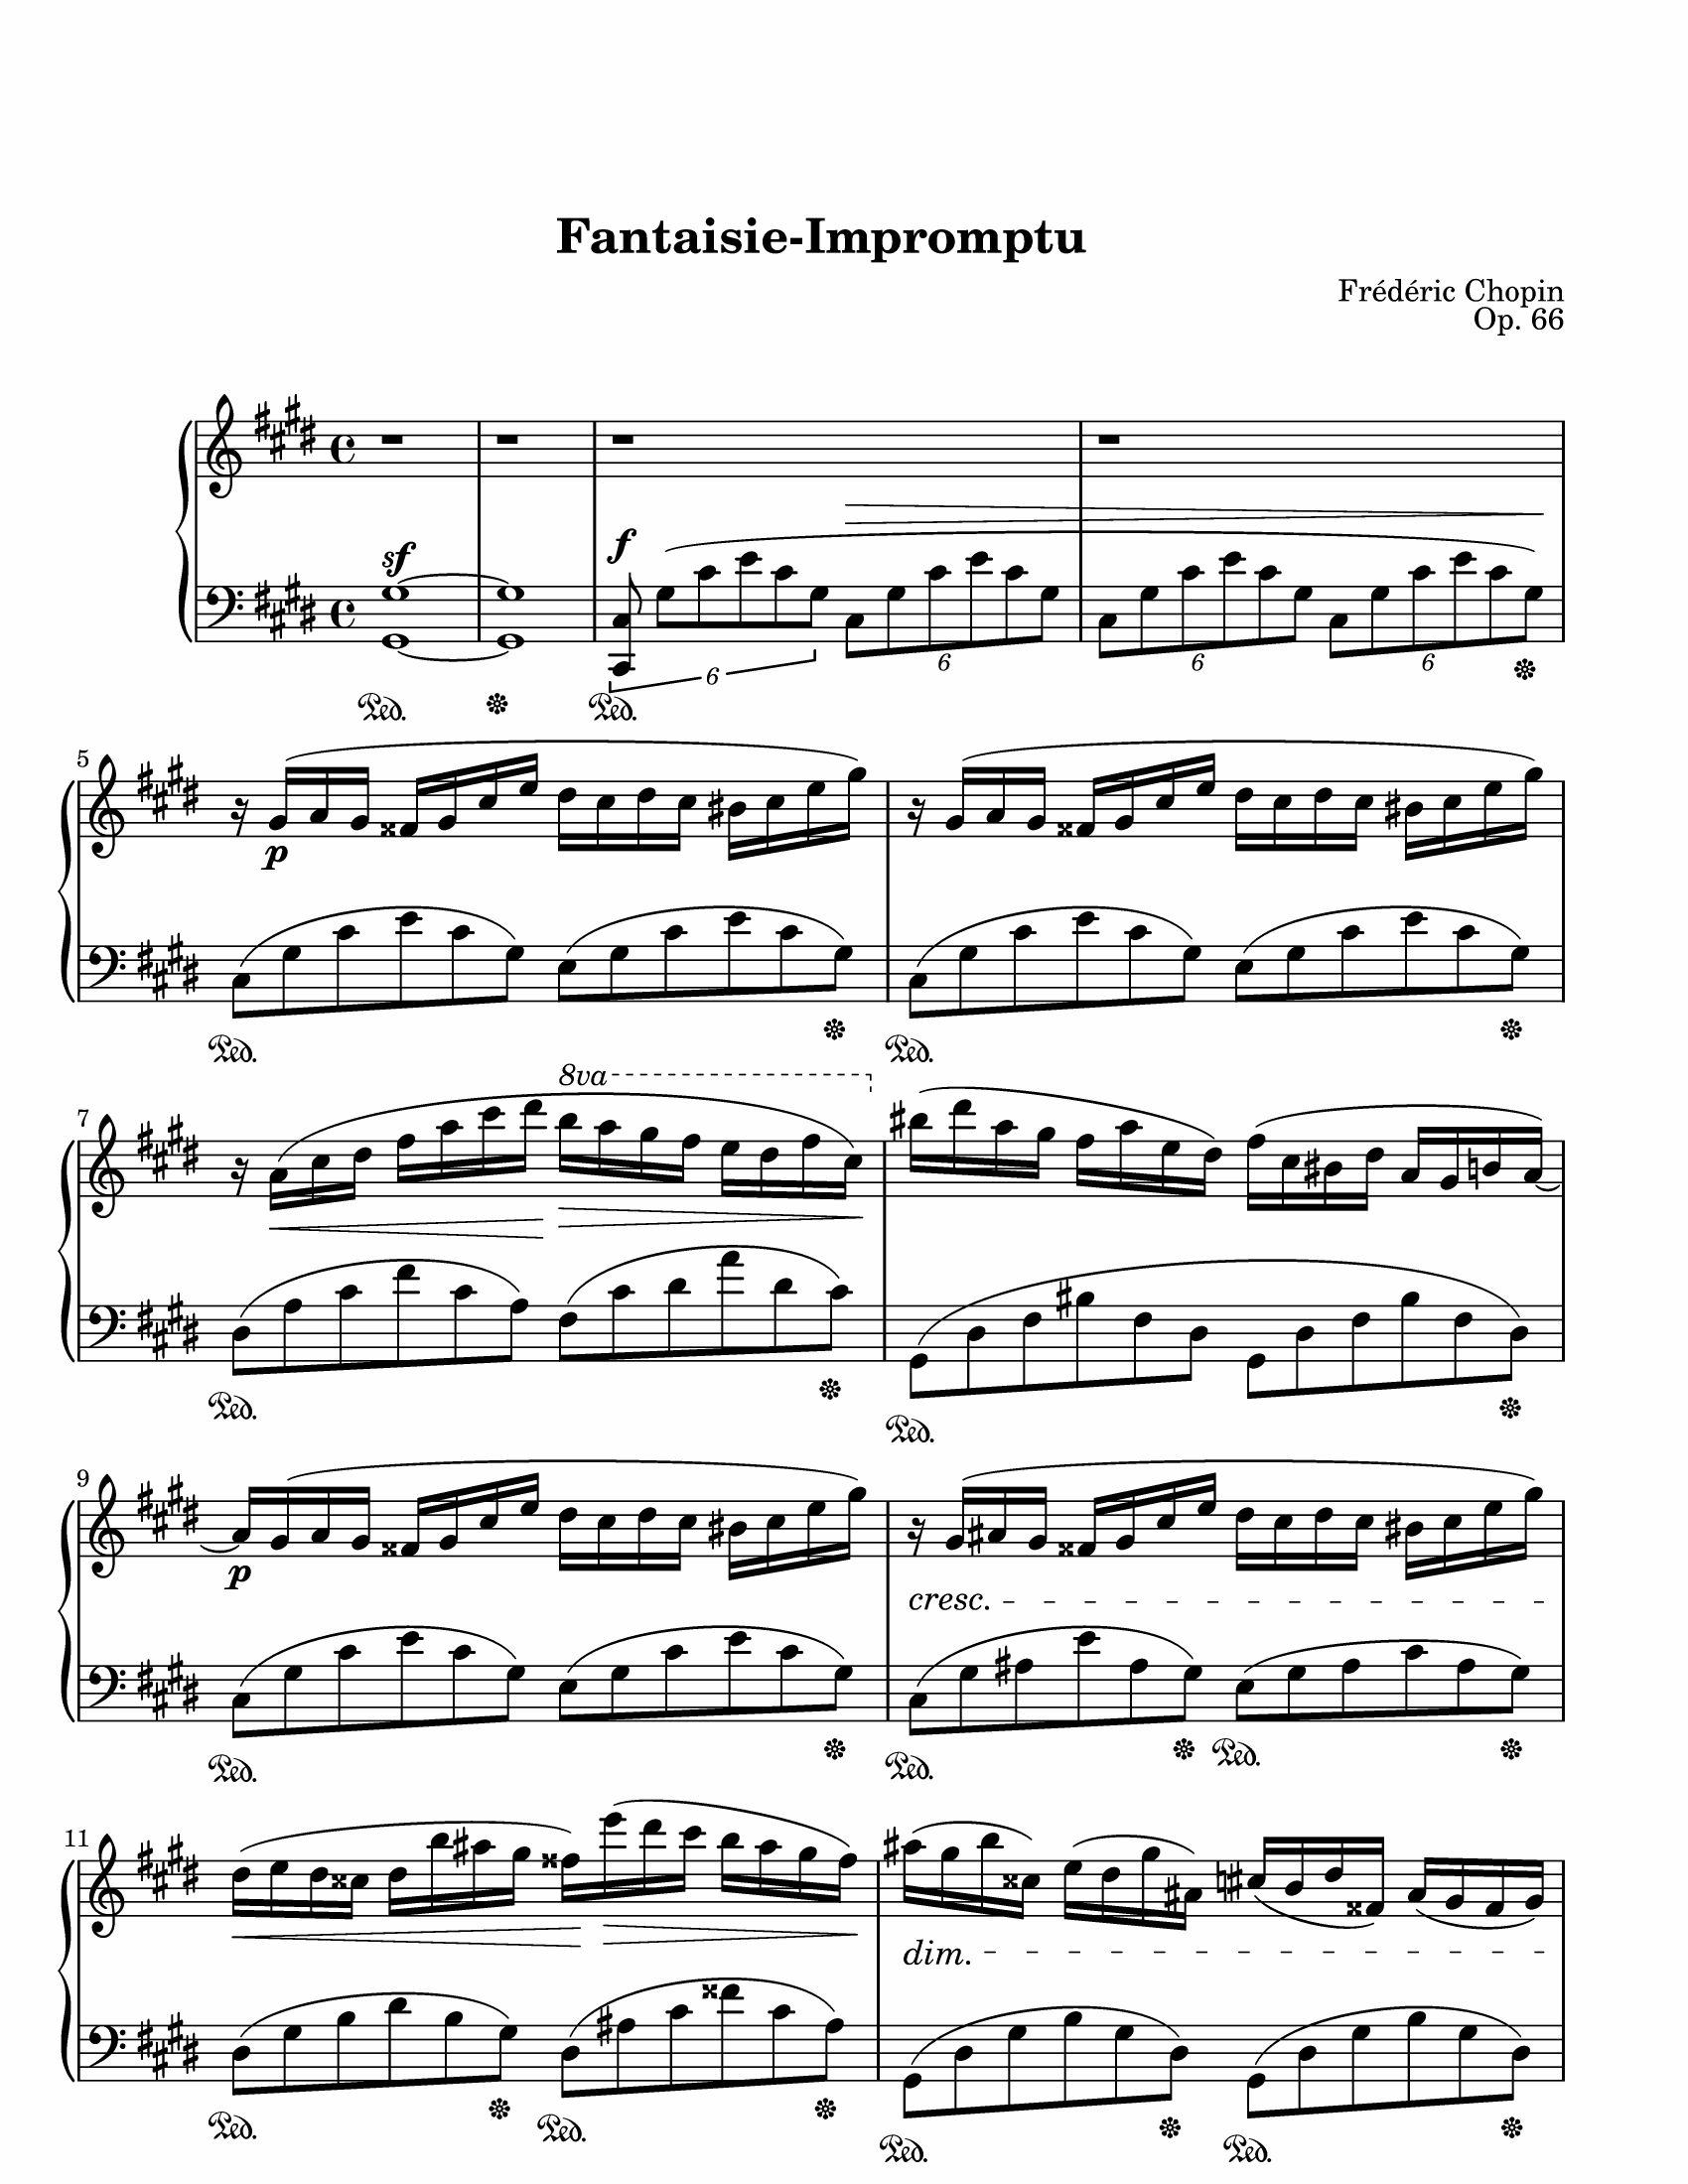 Fantaisie-Impromptu
Frédéric Chopin
Op. 66
sf
f
6 6 6 6
Ped. Ped.
5
p
Ped. Ped.
7
8va
Ped. Ped.
9
p
cresc.
Ped. Ped. Ped.
11
dim.
Ped. Ped. Ped. Ped.